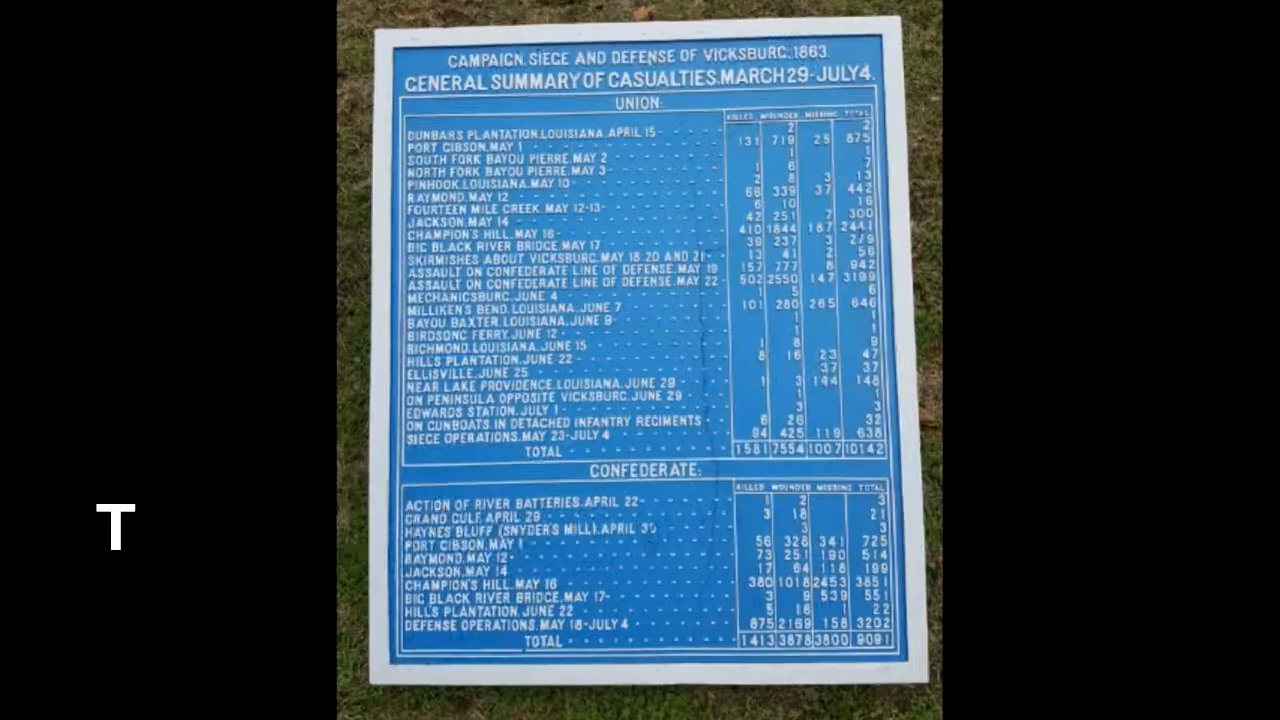 CAMPAIGN, SIEGE AND DEFENSE OF VICKSBURG, 1863.
GENERAL SUMMARY OF CASUALTIES, MARCH 29-JULY 4.
UNION:
KILLED WOUNDED MISSING TOTAL
DUNBAR'S PLANTATION, LOUISIANA, APRIL 15 2 2
PORT GIBSON, MAY 1 131 719 25 875
SOUTH FORK BAYOU PIERRE, MAY 2 1 1
NORTH FORK BAYOU PIERRE, MAY 3 1 6 7
PINHOOK, LOUISIANA, MAY 10 2 8 3 13
RAYMOND, MAY 12 66 339 37 442
FOURTEEN MILE CREEK, MAY 12-13 6 10 16
JACKSON, MAY 14 42 251 7 300
CHAMPION'S HILL, MAY 16 410 1844 187 2441
BIG BLACK RIVER BRIDGE, MAY 17 39 237 3 279
SKIRMISHES ABOUT VICKSBURG, MAY 18, 20 AND 21 13 41 2 56
ASSAULT ON CONFEDERATE LINE OF DEFENSE, MAY 19 157 777 8 942
ASSAULT ON CONFEDERATE LINE OF DEFENSE, MAY 22 502 2550 147 3199
MECHANICSBURG, JUNE 4 1 5 6
MILLIKEN'S BEND, LOUISIANA, JUNE 7 101 280 265 646
BAYOU BAXTER, LOUISIANA, JUNE 9 1 1
BIRDSONG FERRY, JUNE 12 1 1
RICHMOND, LOUISIANA, JUNE 15 1 8 9
HILLS PLANTATION, JUNE 22 8 16 23 47
ELLISVILLE, JUNE 25 37 37
NEAR LAKE PROVIDENCE, LOUISIANA, JUNE 29 1 3 144 148
ON PENINSULA OPPOSITE VICKSBURG, JUNE 29 1 1
EDWARDS STATION, JULY 1 3 3
ON GUNBOATS, IN DETACHED INFANTRY REGIMENTS 6 26 32
SIEGE OPERATIONS, MAY 23-JULY 4 94 425 119 638
TOTAL 1581 7554 1007 10142
CONFEDERATE:
KILLED WOUNDED MISSING TOTAL
ACTION OF RIVER BATTERIES, APRIL 22 1 2 3
GRAND GULF, APRIL 29 3 18 21
HAYNES BLUFF (SNYDER'S MILL), APRIL 30 3 3
PORT GIBSON, MAY 1 56 328 341 725
RAYMOND, MAY 12 73 251 190 514
JACKSON, MAY 14 17 64 118 199
CHAMPION'S HILL, MAY 16 380 1018 2453 3851
BIG BLACK RIVER BRIDGE, MAY 17 3 9 539 551
HILLS PLANTATION, JUNE 22 5 16 1 22
DEFENSE OPERATIONS, MAY 18-JULY 4 875 2169 158 3202
TOTAL 1413 3878 3800 9091
T